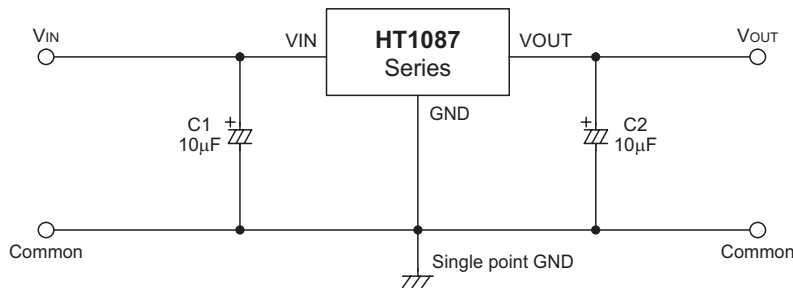 VIN
VIN
HT1087
Series
VOUT
VOUT
GND
C1
10µF
+
+
C2
10µF
Common
Single point GND
Common